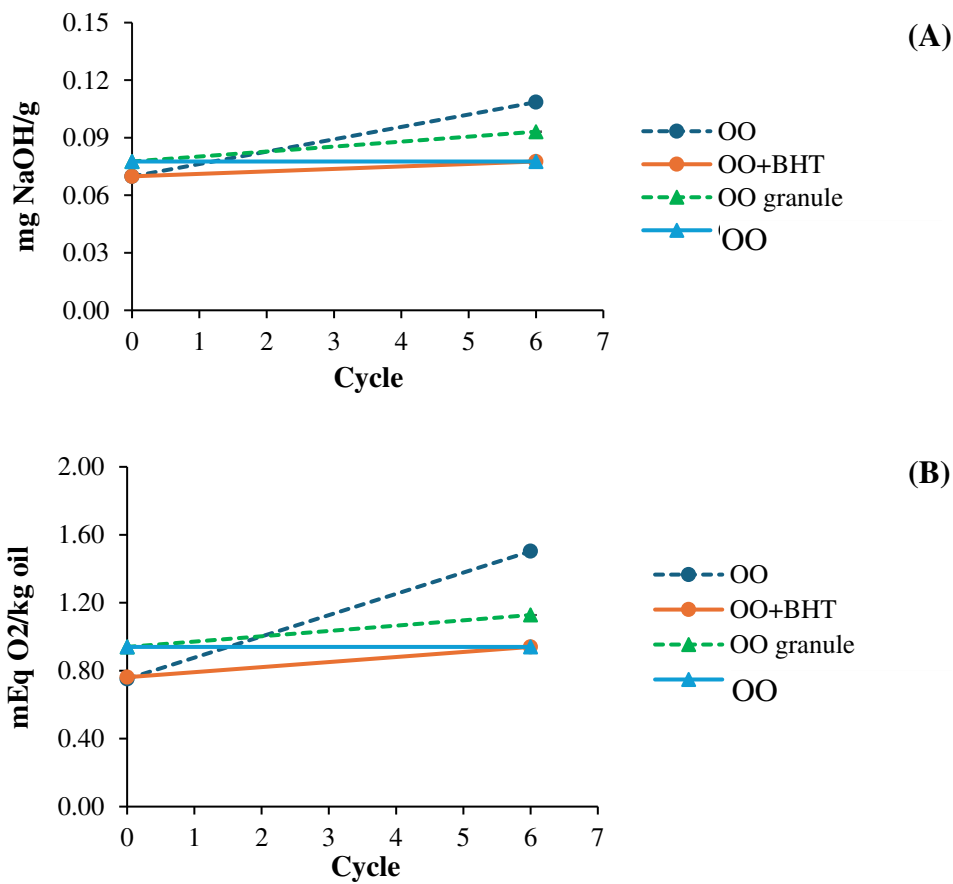 (A)
mg NaOH/g
0.15
0.12
0.09
0.06
0.03
0.00
0 1 2 3 4 5 6 7
Cycle
OO
OO+BHT
OO granule
OO
(B)
mEq O2/kg oil
2.00
1.60
1.20
0.80
0.40
0.00
0 1 2 3 4 5 6 7
Cycle
OO
OO+BHT
OO granule
OO